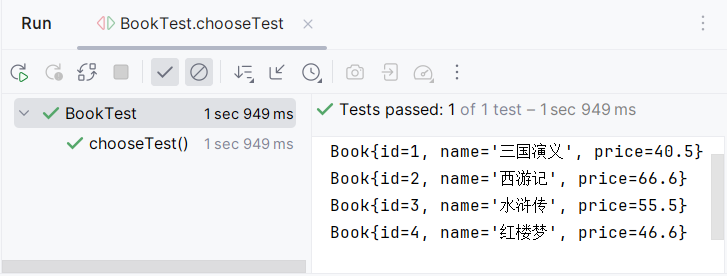 Run
BookTest.chooseTest
BookTest 1 sec 949 ms
chooseTest() 1 sec 949 ms
Tests passed: 1 of 1 test – 1 sec 949 ms
Book{id=1, name='三国演义', price=40.5}
Book{id=2, name='西游记', price=66.6}
Book{id=3, name='水浒传', price=55.5}
Book{id=4, name='红楼梦', price=46.6}